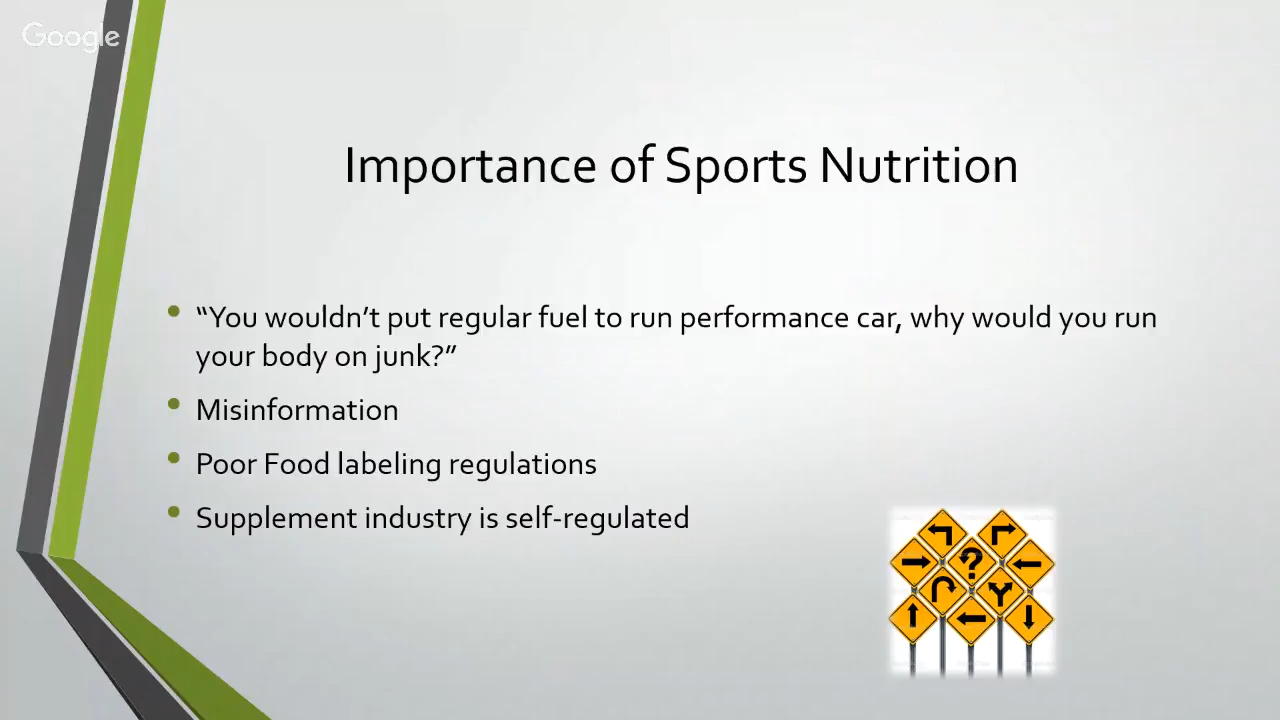 Google
Importance of Sports Nutrition
“You wouldn’t put regular fuel to run performance car, why would you run
your body on junk?”
Misinformation
Poor Food labeling regulations
Supplement industry is self-regulated
?